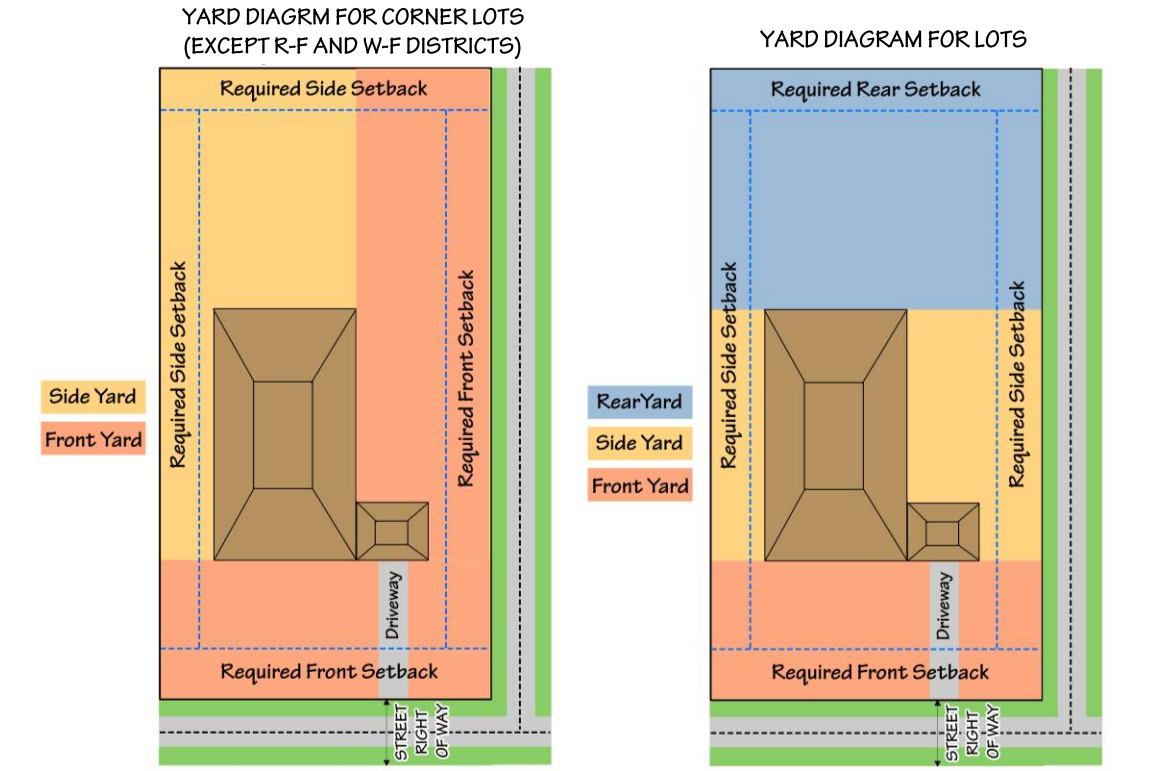 YARD DIAGRM FOR CORNER LOTS
(EXCEPT R-F AND W-F DISTRICTS)
Required Side Setback
Required Side Setback
Required Front Setback
Side Yard
Front Yard
Driveway
Required Front Setback
STREET
RIGHT
OF WAY
YARD DIAGRAM FOR LOTS
Required Rear Setback
Required Side Setback
Required Side Setback
RearYard
Side Yard
Front Yard
Driveway
Required Front Setback
STREET
RIGHT
OF WAY